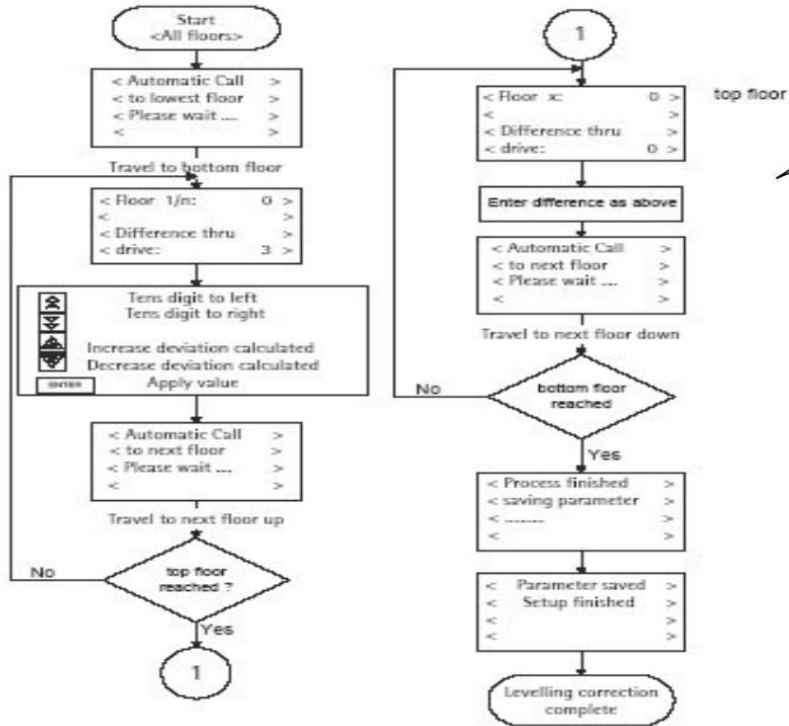 Start
<All floors>
< Automatic Call >
< to lowest floor >
< Please wait .... >
< >
Travel to bottom floor
< Floor 1/n: 0 >
< >
< Difference thru
< drive: 3 >
Tens digit to left
Tens digit to right
Increase deviation calculated
Decrease deviation calculated
ENTER Apply value
< Automatic Call >
< to next floor >
< Please wait .... >
< >
Travel to next floor up
top floor
reached ?
No
Yes
1
1
< Floor x: 0 >
< >
< Difference thru
< drive: 0 >
top floor
Enter difference as above
< Automatic Call >
< to next floor >
< Please wait .... >
< >
Travel to next floor down
bottom floor
reached
No
Yes
< Process finished >
< saving parameter >
< ......... >
< >
< Parameter saved >
< Setup finished >
< >
< >
Levelling correction
complete